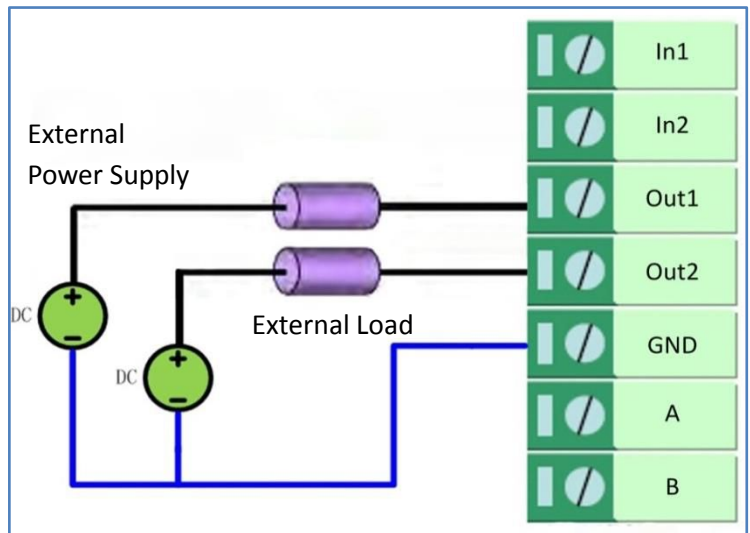 External
Power Supply
DC
+
−
DC
+
−
External Load
In1
In2
Out1
Out2
GND
A
B